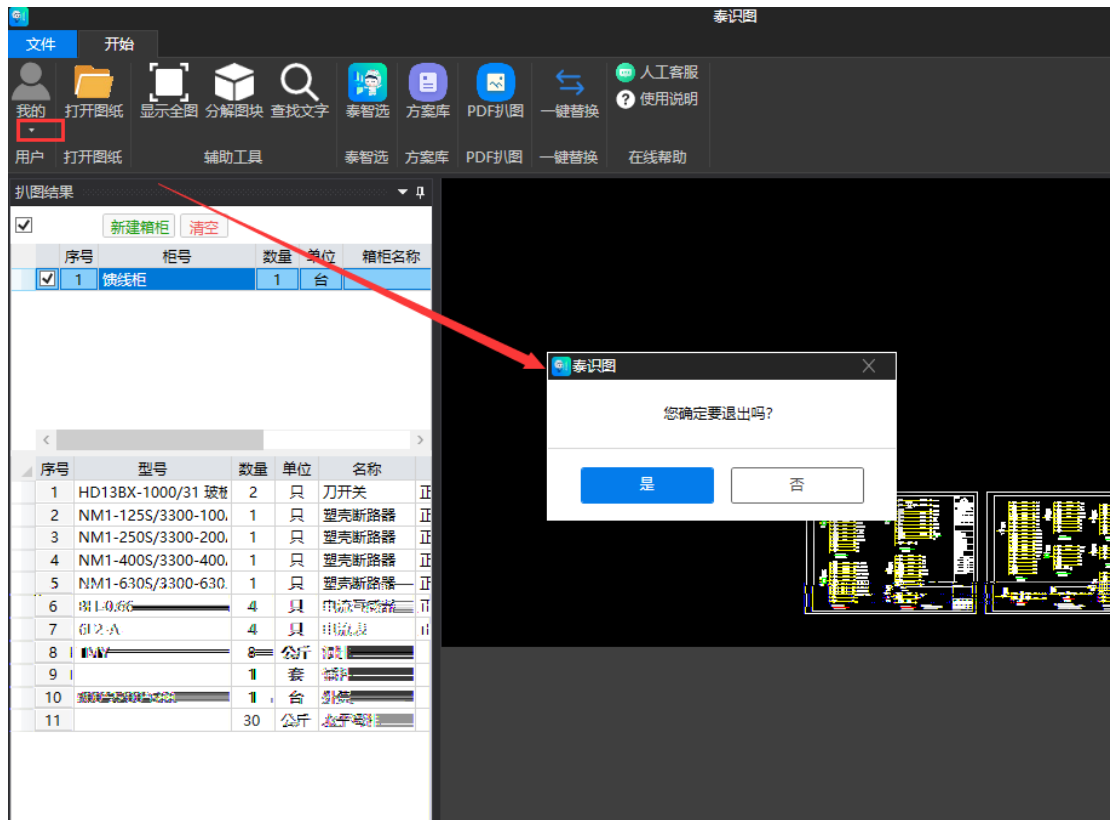 泰识图
文件 开始
我的 打开图纸 显示全图 分解图块 查找文字 泰智选 方案库 PDF扒图 一键替换 人工客服
使用说明
用户 打开图纸 辅助工具 泰智选 方案库 PDF扒图 一键替换 在线帮助
扒图结果
新建箱柜 清空
序号 柜号 数量 单位 箱柜名称
1 馈线柜 1 台
泰识图
您确定要退出吗?
是 否
序号 型号 数量 单位 名称
1 HD13BX-1000/31 2 只 刀开关 正
2 NM1-125S/3300-100, 1 只 塑壳断路器 正
3 NM1-250S/3300-200, 1 只 塑壳断路器 正
4 NM1-400S/3300-400, 1 只 塑壳断路器 正
5 NM1-630S/3300-630. 1 只 塑壳断路器 正
6 4 只
7 4 只
8 8 公斤
9 1 套
10 1 台
11 30 公斤